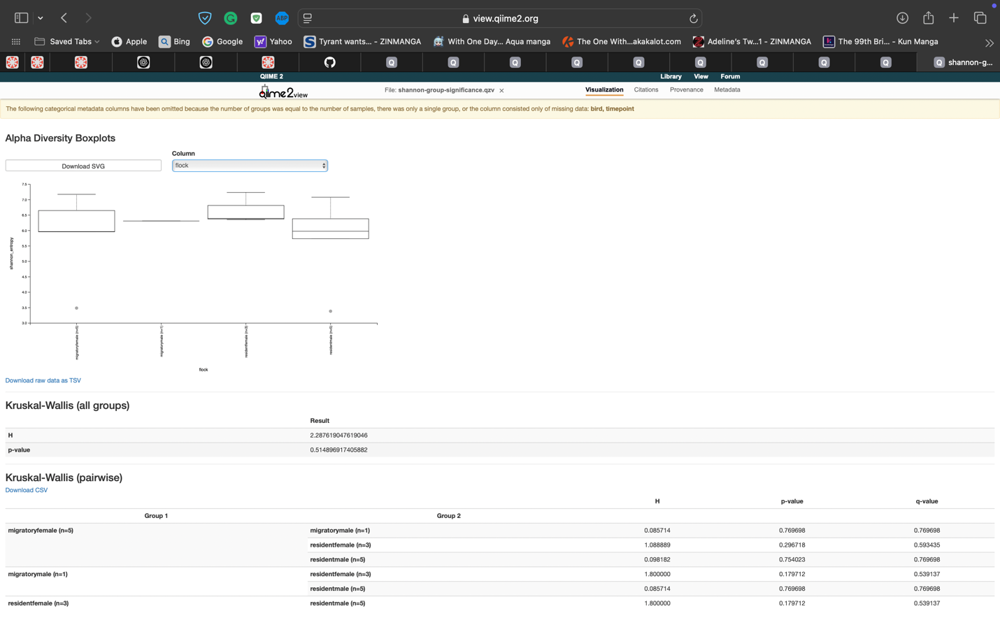 view.qiime2.org
ABP
Saved Tabs
Apple
Bing
Google
Yahoo
Tyrant wants... - ZINMANGA
With One Day... Aqua manga
The One With...akakalot.com
Adeline's Tw...1 - ZINMANGA
The 99th Bri... - Kun Manga
shannon-g...
QIIME 2
Library View Forum
qiime2view
File: shannon-group-significance.qzv ×
Visualization Citations Provenance Metadata
The following categorical metadata columns have been omitted because the number of groups was equal to the number of samples, there was only a single group, or the column consisted only of missing data: bird, timepoint
Alpha Diversity Boxplots
Column
Download SVG
flock
7.5
7.0
6.5
6.0
5.5
5.0
4.5
4.0
3.5
3.0
shannon_entropy
migratoryfemale (n=5)
migratorymale (n=1)
residentfemale (n=3)
residentmale (n=5)
flock
Download raw data as TSV
Kruskal-Wallis (all groups)
Result
H 2.287619047619046
p-value 0.514896917405882
Kruskal-Wallis (pairwise)
Download CSV
H p-value q-value
Group 1 Group 2
migratoryfemale (n=5) migratorymale (n=1) 0.085714 0.769698 0.769698
residentfemale (n=3) 1.088889 0.296718 0.593435
residentmale (n=5) 0.098182 0.754023 0.769698
migratorymale (n=1) residentfemale (n=3) 1.800000 0.179712 0.539137
residentmale (n=5) 0.085714 0.769698 0.769698
residentfemale (n=3) residentmale (n=5) 1.800000 0.179712 0.539137